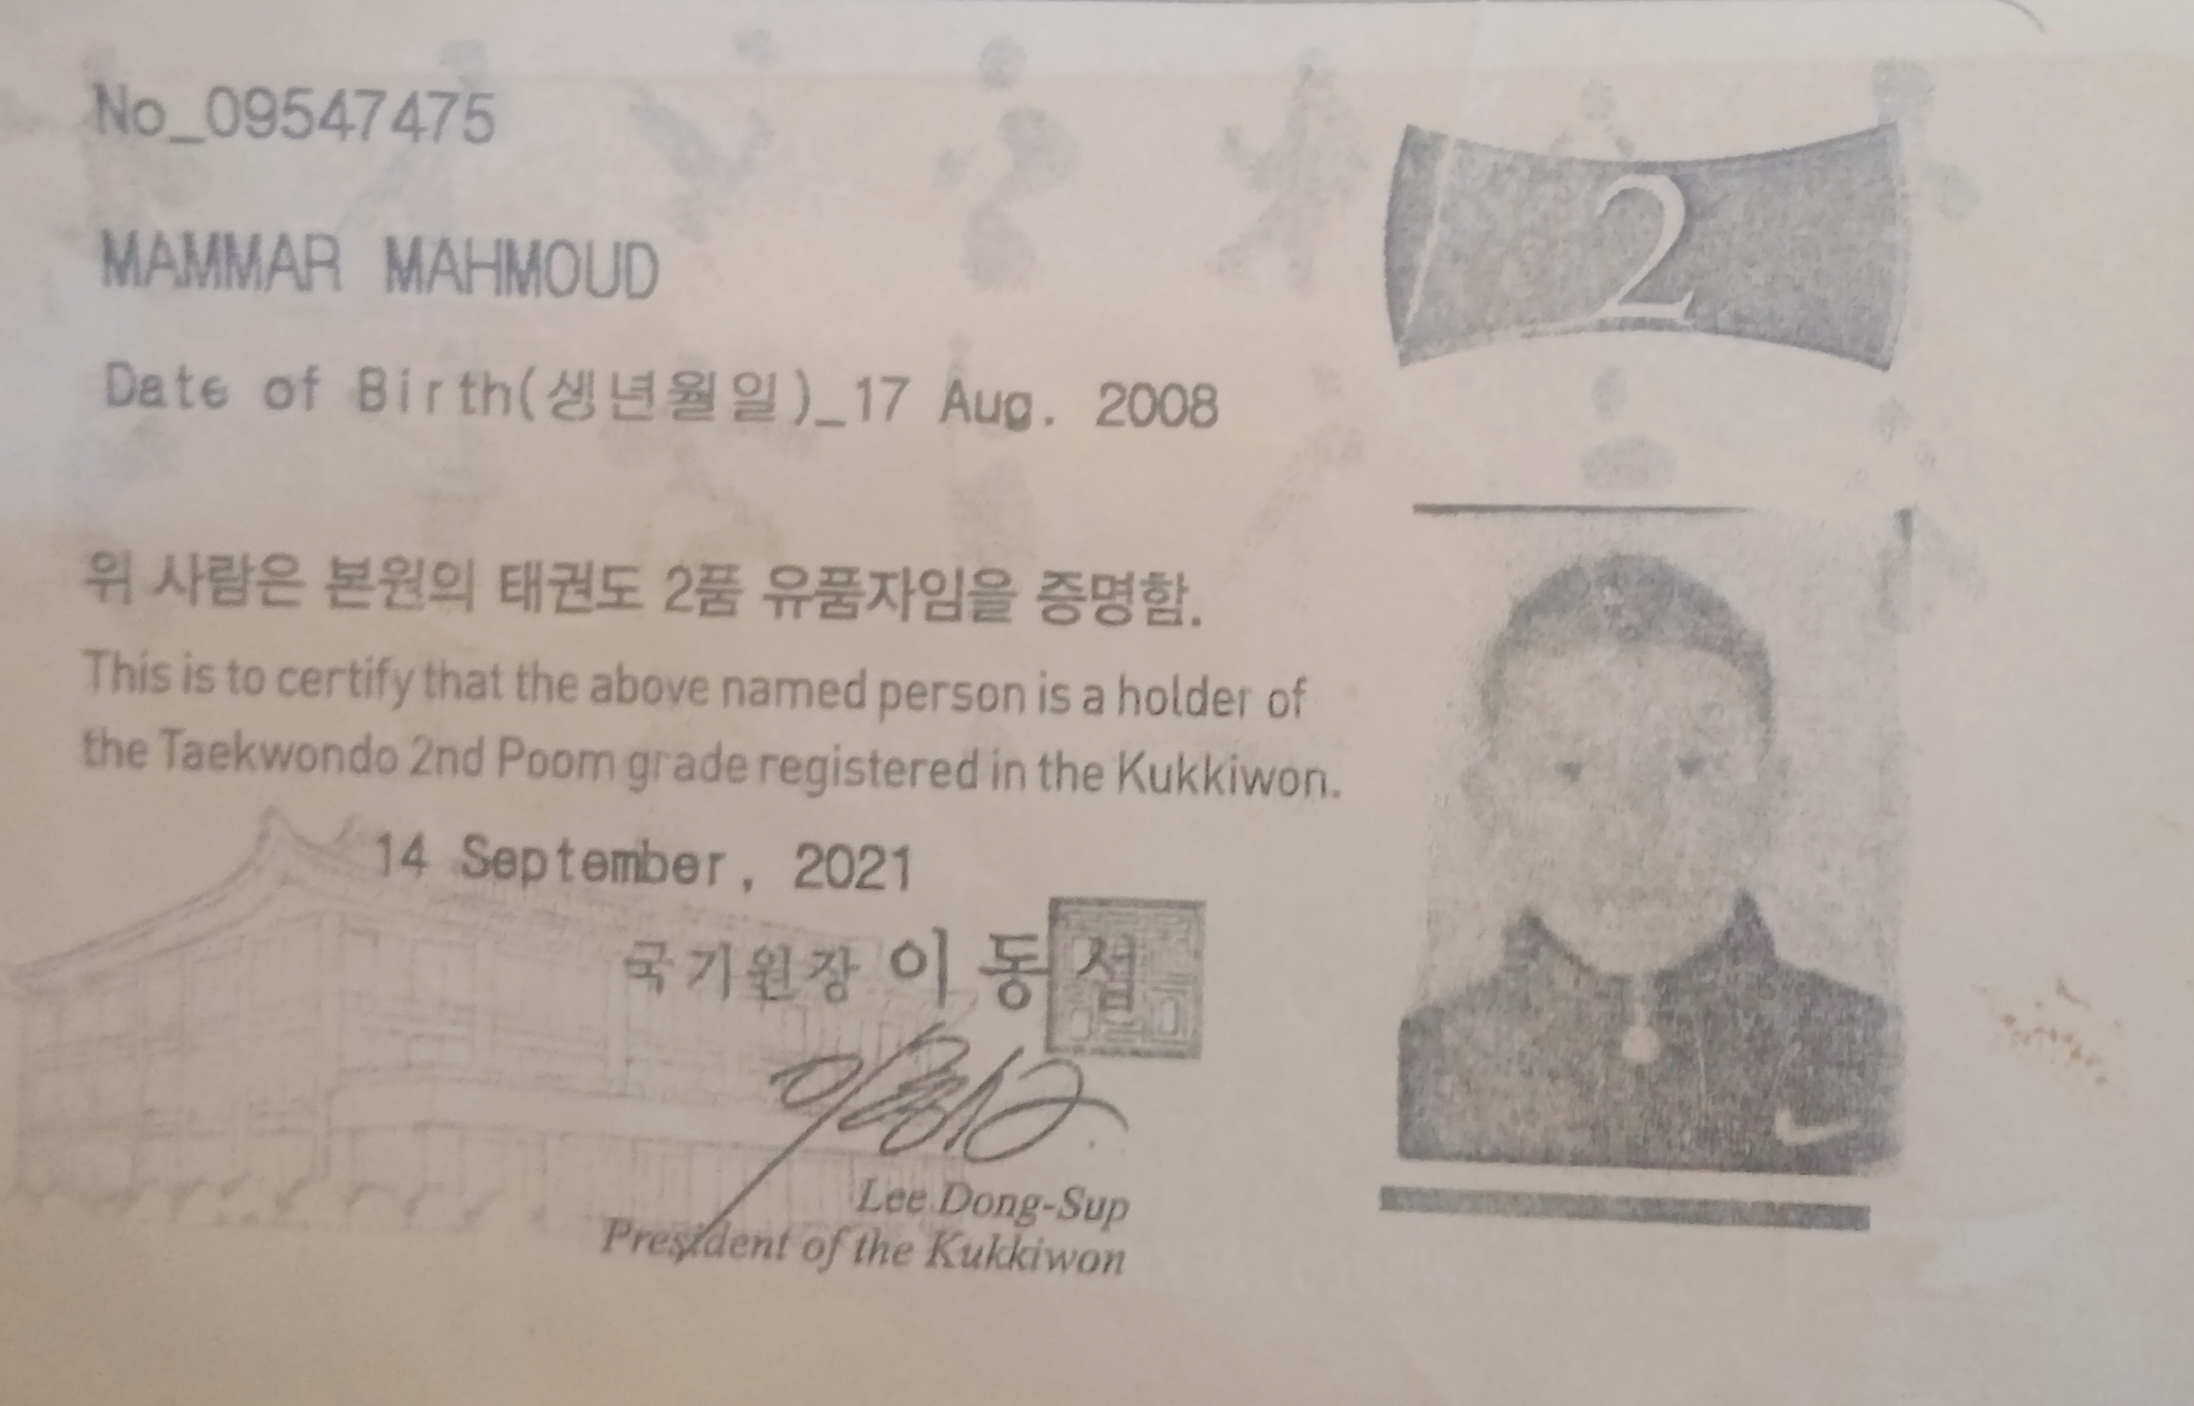 No_09547475
2
MAMMAR MAHMOUD
Date of Birth(생년월일)_17 Aug. 2008
위 사람은 본원의 태권도 2품 유품자임을 증명함.
This is to certify that the above named person is a holder of
the Taekwondo 2nd Poom grade registered in the Kukkiwon.
14 September, 2021
국기원장 이동섭
Lee Dong-Sup
President of the Kukkiwon